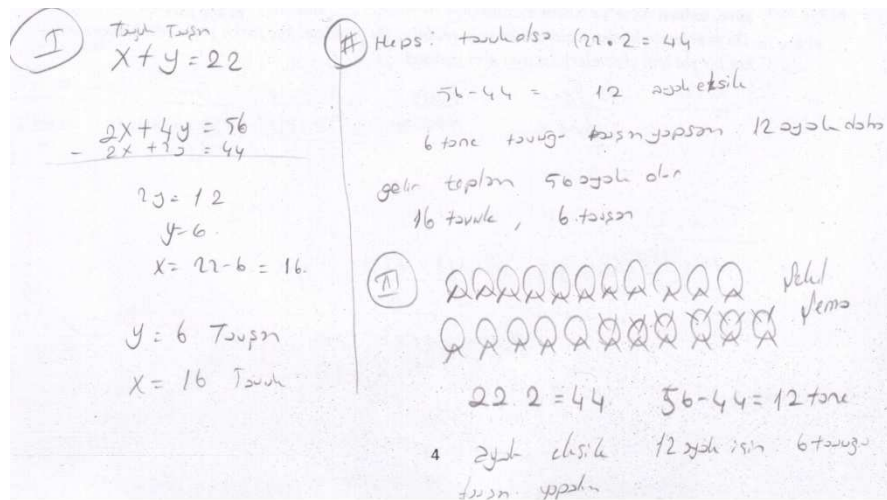 I
Tavuk Tavşan
x + y = 22
2x + 4y = 56
- 2x + 2y = 44
2y = 12
y = 6
x = 22 - 6 = 16.
y = 6 Tavşan
x = 16 Tavuk
II
Hepsi tavuk olsa (22.2 = 44
56 - 44 = 12 ayak eksik
6 tane tavuğu tavşan yapsam 12 ayak daha
gelir toplam 56 ayak olur
16 tavuk, 6 tavşan
III
Şekil
Şema
22 2 = 44 56 - 44 = 12 tane
ayak eksik 12 ayak için 6 tavuğu
tavşan yapalım
4